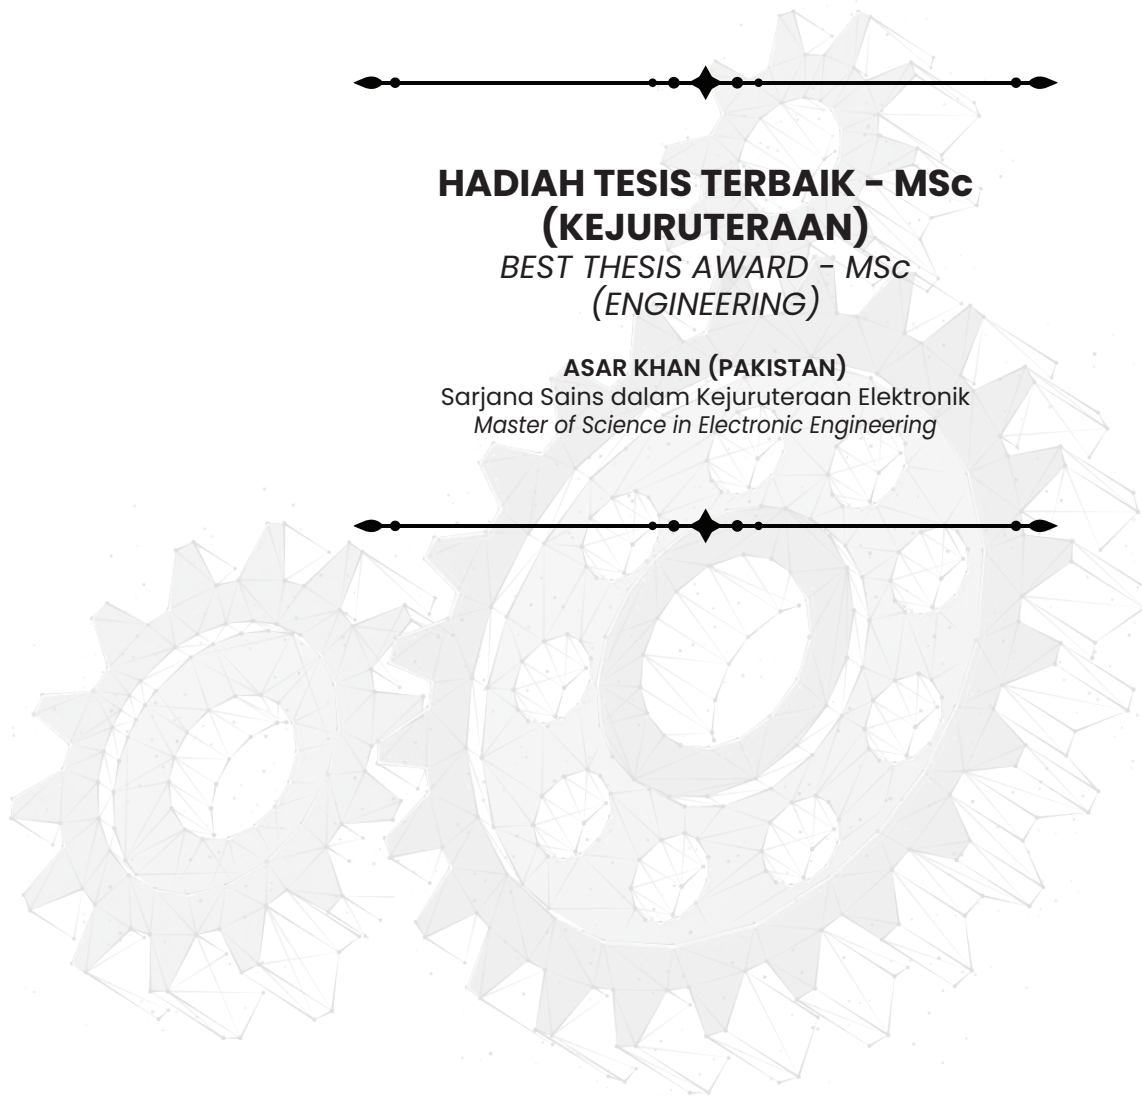 HADIAH TESIS TERBAIK - MSc
(KEJURUTERAAN)
BEST THESIS AWARD - MSc
(ENGINEERING)
ASAR KHAN (PAKISTAN)
Sarjana Sains dalam Kejuruteraan Elektronik
Master of Science in Electronic Engineering